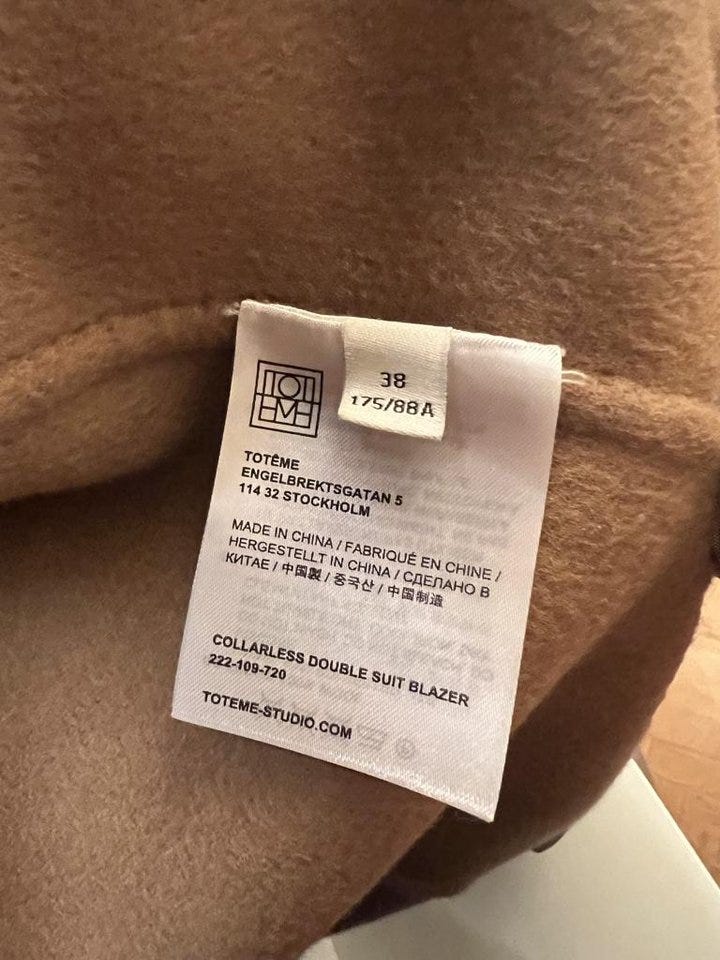 TOTEME
38
175/88A
TOTÊME
ENGELBREKTSGATAN 5
114 32 STOCKHOLM
MADE IN CHINA / FABRIQUÉ EN CHINE /
HERGESTELLT IN CHINA / СДЕЛАНО В
КИТАЕ / 中国製 / 중국산 / 中国制造
COLLARLESS DOUBLE SUIT BLAZER
222-109-720
TOTEME-STUDIO.COM